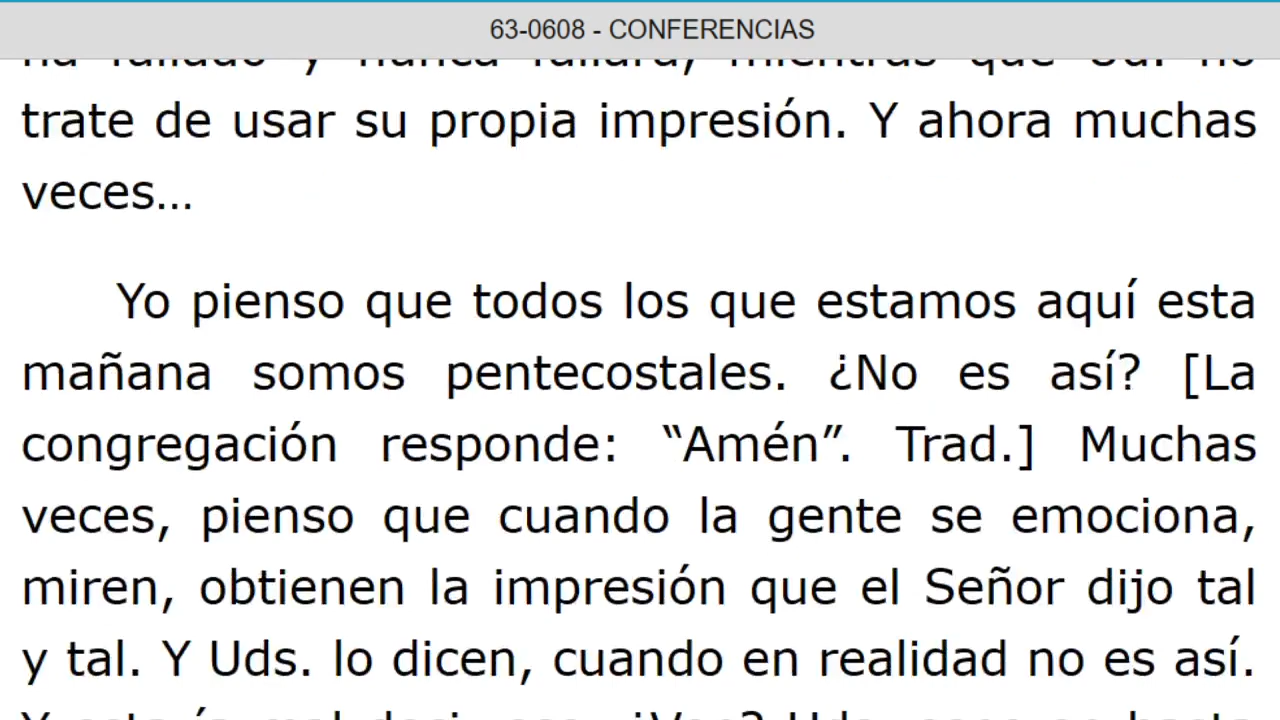 63-0608 - CONFERENCIAS
trate de usar su propia impresión. Y ahora muchas
veces…
Yo pienso que todos los que estamos aquí esta
mañana somos pentecostales. ¿No es así? [La
congregación responde: “Amén”. Trad.] Muchas
veces, pienso que cuando la gente se emociona,
miren, obtienen la impresión que el Señor dijo tal
y tal. Y Uds. lo dicen, cuando en realidad no es así.